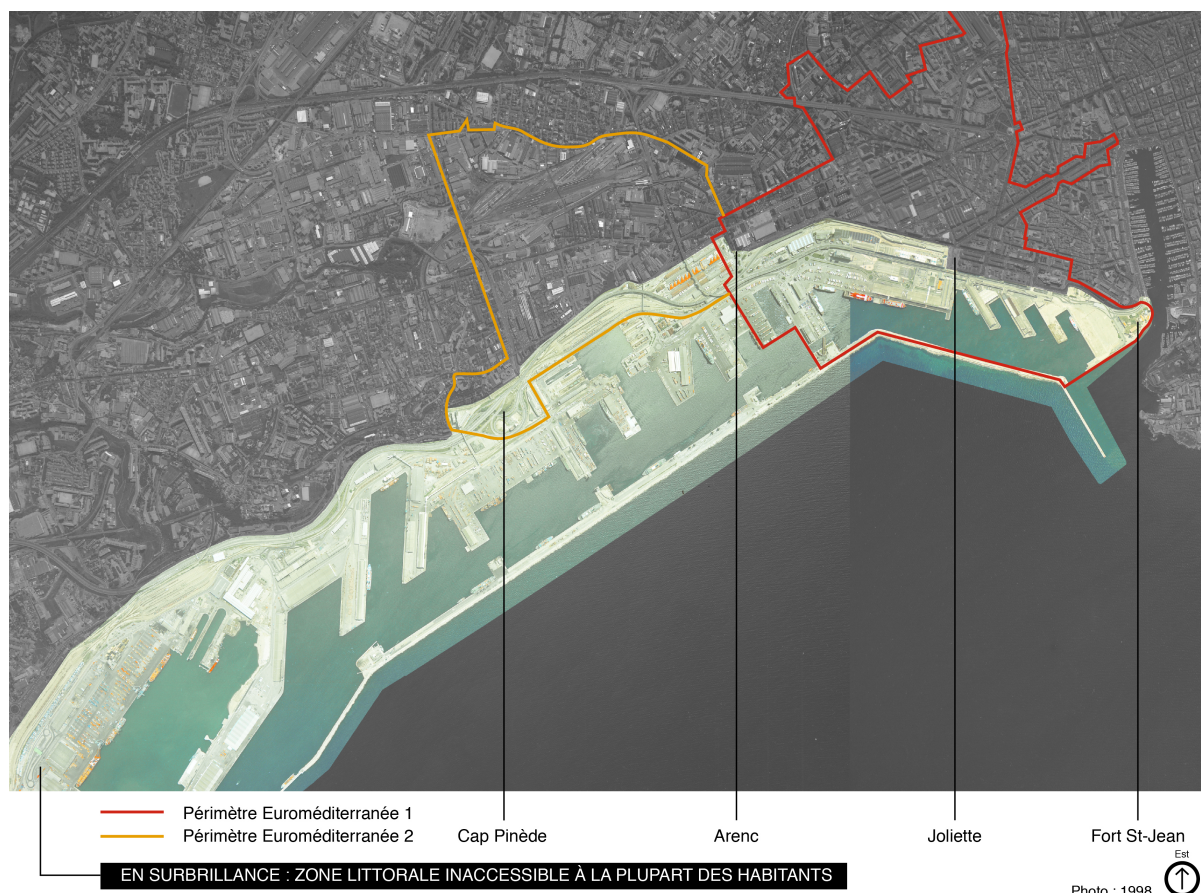 Périmètre Euroméditerranée 1
Périmètre Euroméditerranée 2
Cap Pinède
Arenc
Joliette
Fort St-Jean
EN SURBRILLANCE : ZONE LITTORALE INACCESSIBLE À LA PLUPART DES HABITANTS
Est
Photo : 1998